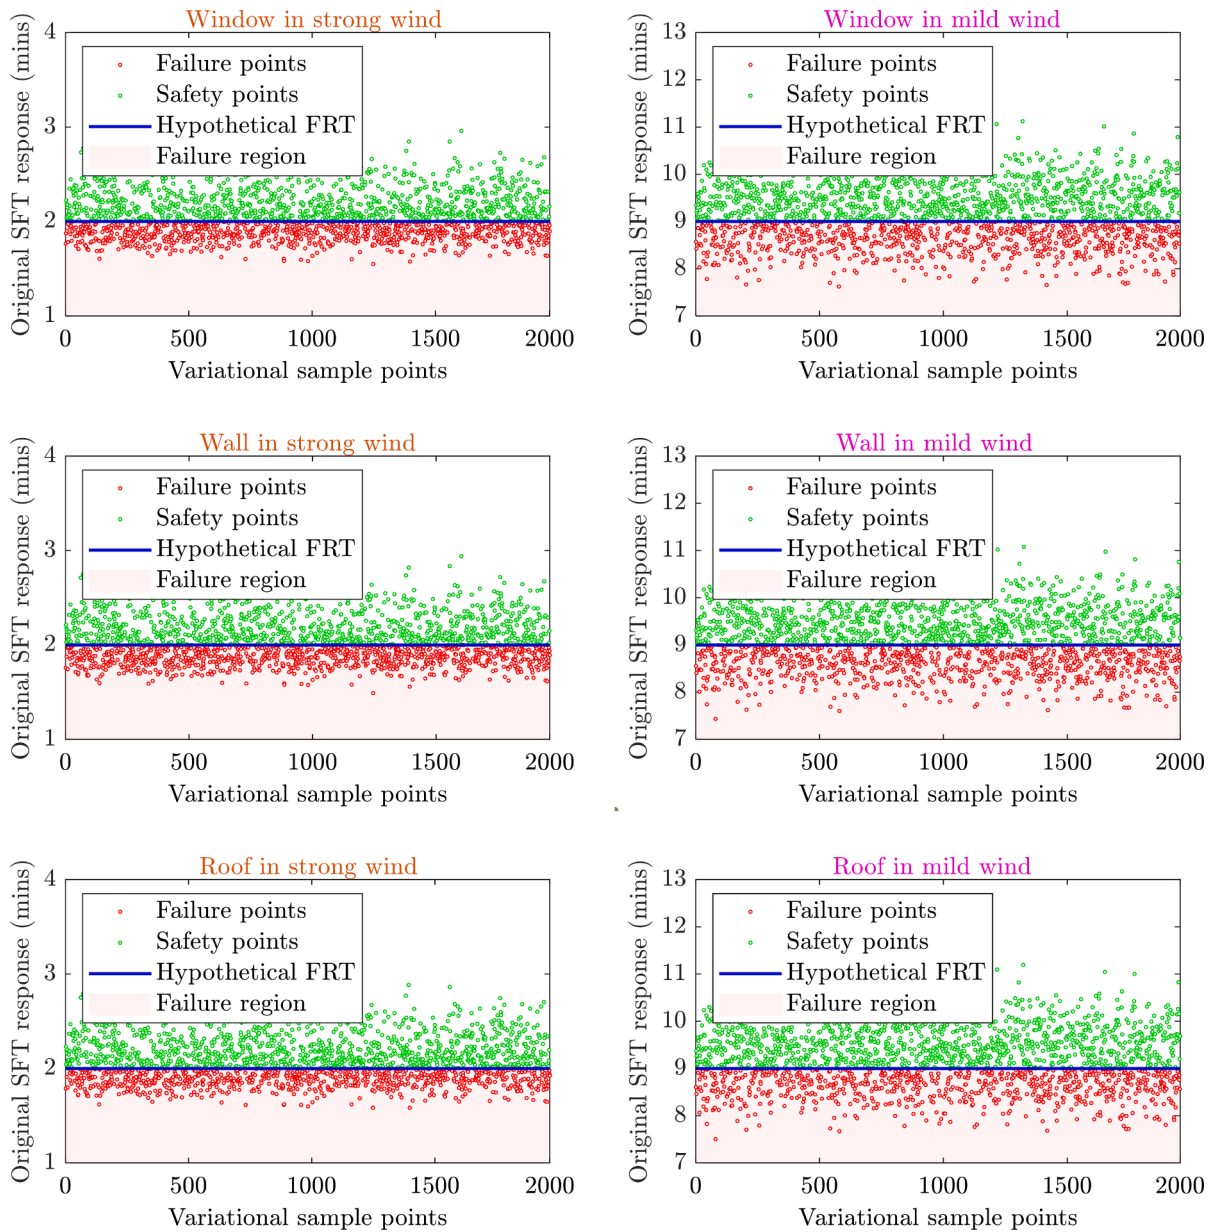 Window in strong wind
Original SFT response (mins)
4
3
2
1
Failure points
Safety points
Hypothetical FRT
Failure region
0 500 1000 1500 2000
Variational sample points
Window in mild wind
Original SFT response (mins)
13
12
11
10
9
8
7
Failure points
Safety points
Hypothetical FRT
Failure region
0 500 1000 1500 2000
Variational sample points
Wall in strong wind
Original SFT response (mins)
4
3
2
1
Failure points
Safety points
Hypothetical FRT
Failure region
0 500 1000 1500 2000
Variational sample points
Wall in mild wind
Original SFT response (mins)
13
12
11
10
9
8
7
Failure points
Safety points
Hypothetical FRT
Failure region
0 500 1000 1500 2000
Variational sample points
Roof in strong wind
Original SFT response (mins)
4
3
2
1
Failure points
Safety points
Hypothetical FRT
Failure region
0 500 1000 1500 2000
Variational sample points
Roof in mild wind
Original SFT response (mins)
13
12
11
10
9
8
7
Failure points
Safety points
Hypothetical FRT
Failure region
0 500 1000 1500 2000
Variational sample points